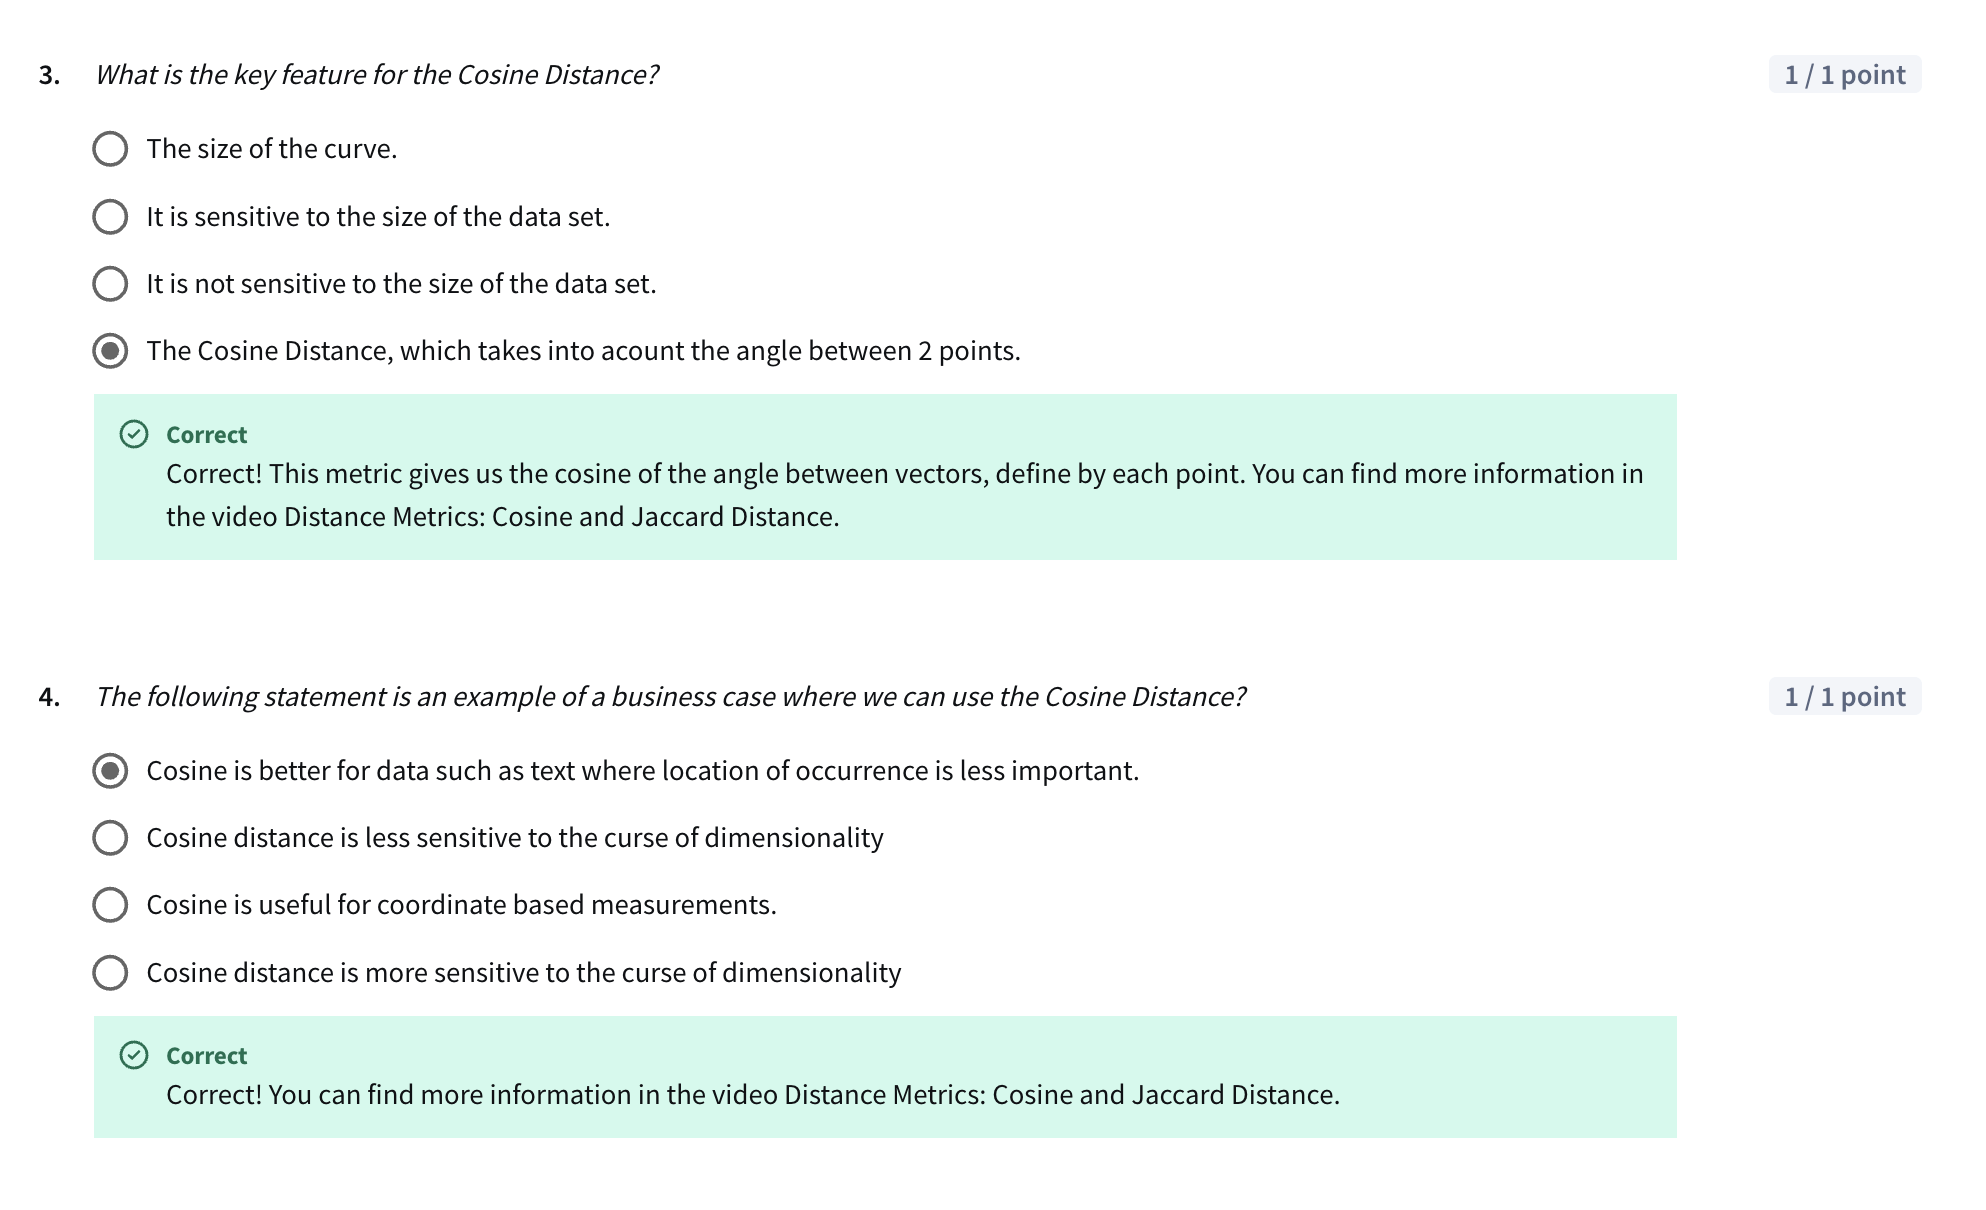 3. What is the key feature for the Cosine Distance?
1 / 1 point
The size of the curve.
It is sensitive to the size of the data set.
It is not sensitive to the size of the data set.
The Cosine Distance, which takes into acount the angle between 2 points.
Correct
Correct! This metric gives us the cosine of the angle between vectors, define by each point. You can find more information in
the video Distance Metrics: Cosine and Jaccard Distance.
4. The following statement is an example of a business case where we can use the Cosine Distance?
1 / 1 point
Cosine is better for data such as text where location of occurrence is less important.
Cosine distance is less sensitive to the curse of dimensionality
Cosine is useful for coordinate based measurements.
Cosine distance is more sensitive to the curse of dimensionality
Correct
Correct! You can find more information in the video Distance Metrics: Cosine and Jaccard Distance.